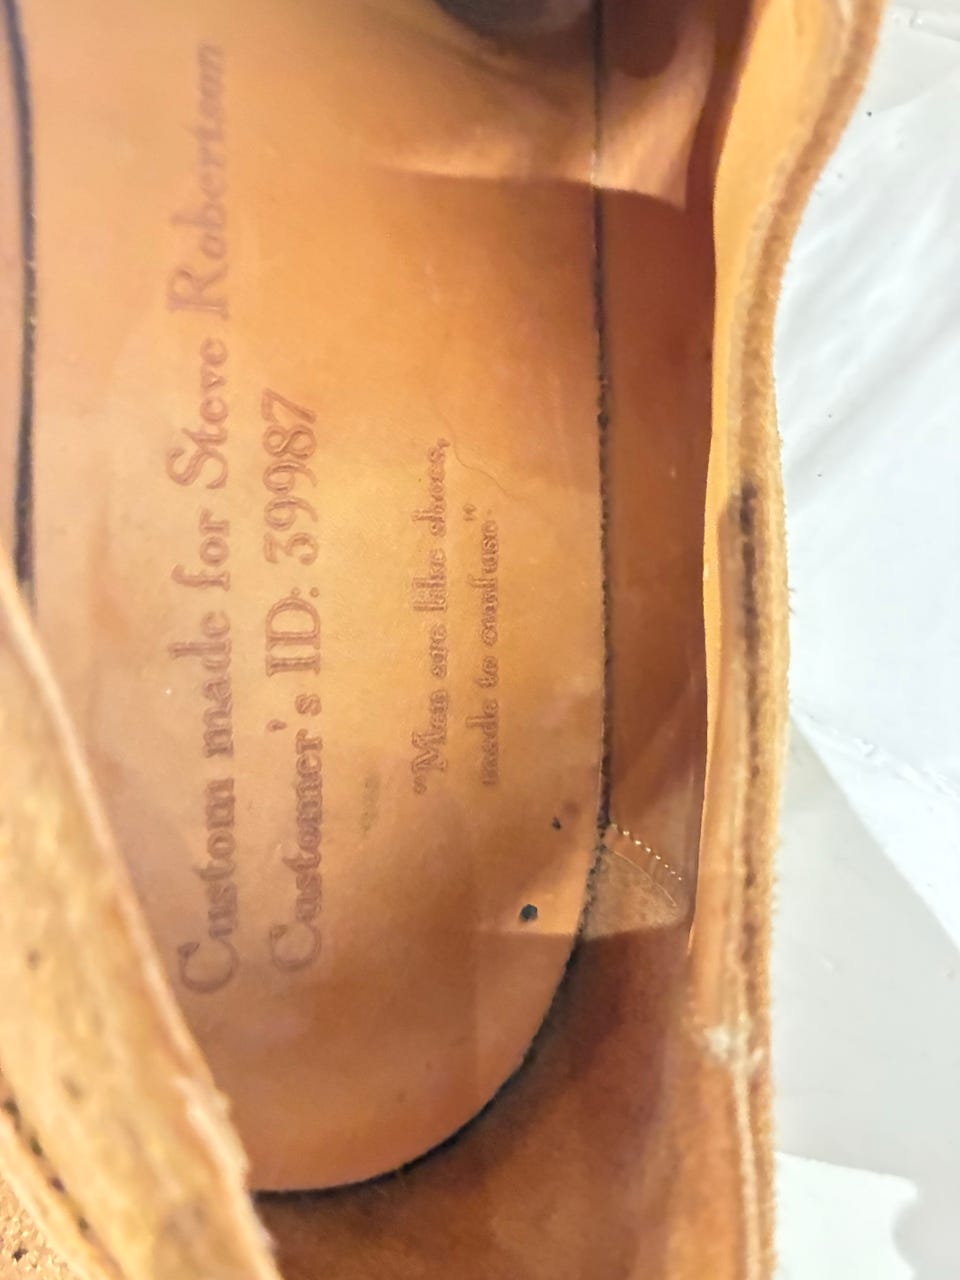 Custom made for Steve Robertson
Customer's ID: 39987
"Men are like shoes,
made to confuse"